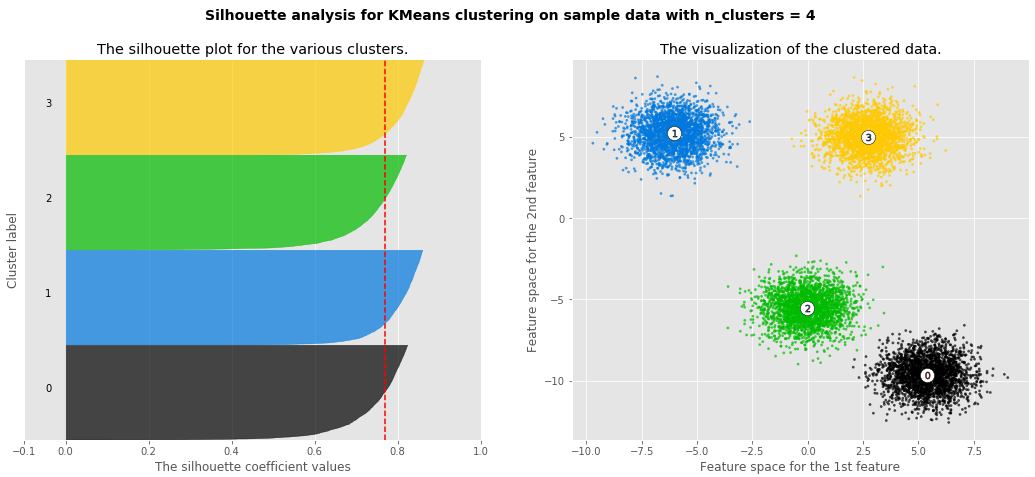 Silhouette analysis for KMeans clustering on sample data with n_clusters = 4
The silhouette plot for the various clusters.
Cluster label
3
2
1
0
−0.1 0.0 0.2 0.4 0.6 0.8 1.0
The silhouette coefficient values
The visualization of the clustered data.
Feature space for the 2nd feature
5
0
−5
−10
1
3
2
0
−10.0 −7.5 −5.0 −2.5 0.0 2.5 5.0 7.5
Feature space for the 1st feature